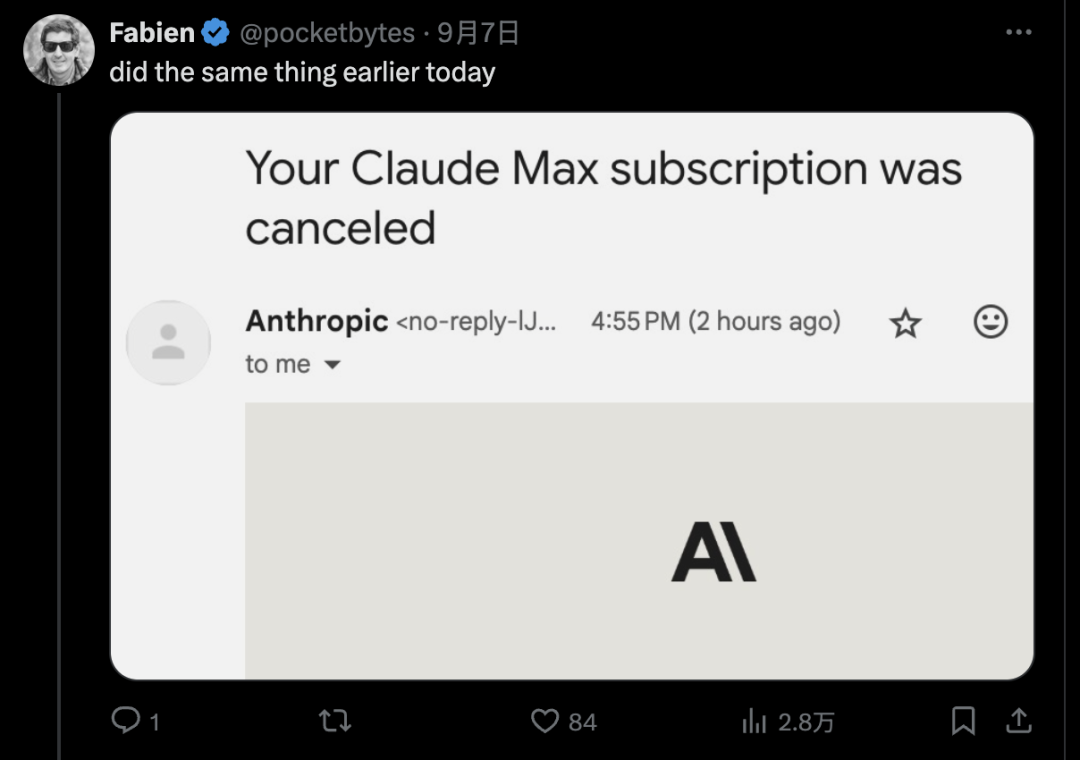 Fabien @pocketbytes · 9月7日
did the same thing earlier today
Your Claude Max subscription was
canceled
Anthropic <no-reply-lJ... 4:55 PM (2 hours ago)
to me
A\
1 84 2.8万